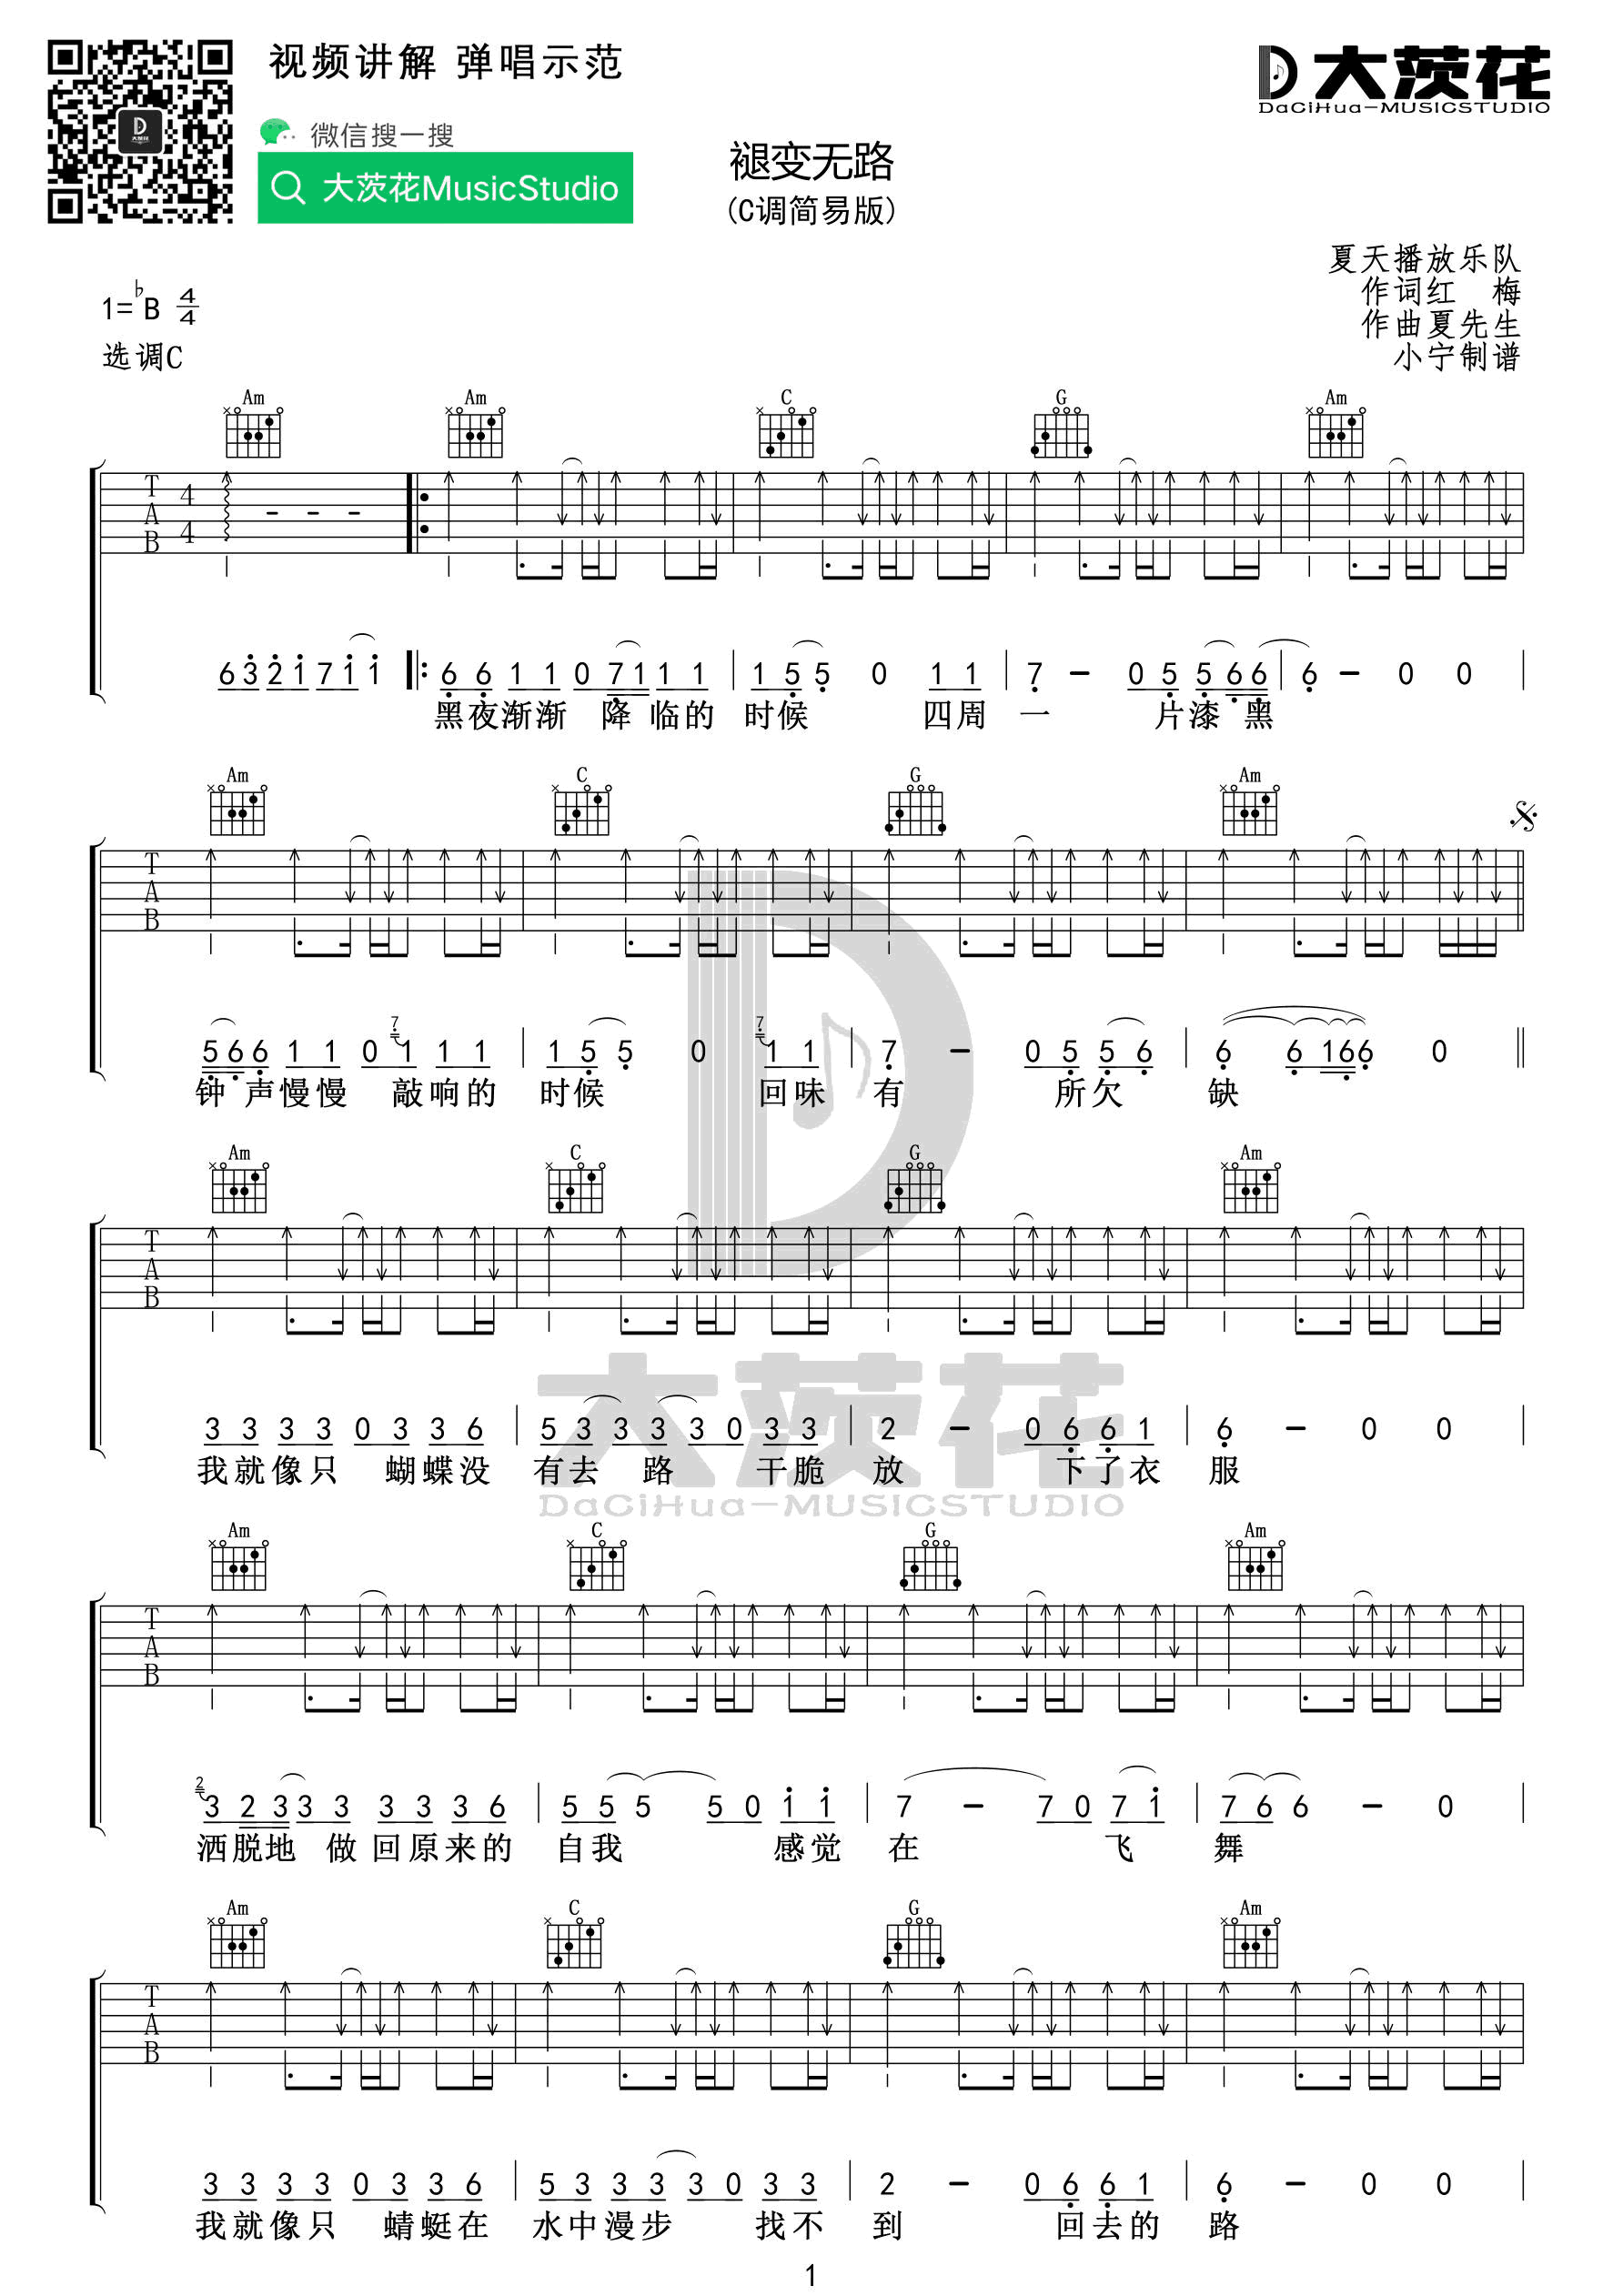 视频讲解 弹唱示范
微信搜一搜
大茨花MusicStudio
大茨花
DaCiHua-MUSICSTUDIO
褪变无路
(C调简易版)
夏天播放乐队
作词红 梅
作曲夏先生
小宁制谱
1=♭B 4/4
选调C
Am Am C G Am
T A B 4 4
6 3 2 1 7 1 1 6 6 1 1 0 7 1 1 1 1 5 5 0 1 1 7 - 0 5 5 6 6 6 - 0 0
黑夜渐渐 降 临的 时候 四周 一 片漆 黑
Am C G Am
T A B
5 6 6 1 1 0 7 1 1 1 1 5 5 0 7 1 1 7 - 0 5 5 6 6 6 1 6 6 0
钟 声慢慢 敲响的 时候 回味 有 所欠 缺
Am C G Am
T A B
3 3 3 3 0 3 3 6 5 3 3 3 3 0 3 3 2 - 0 6 6 1 6 - 0 0
我就像只 蝴蝶没 有去 路 干脆 放 下了衣 服
大茨花
DaCiHua-MUSICSTUDIO
Am C G Am
T A B
2 3 2 3 3 3 3 3 3 6 5 5 5 5 0 1 1 7 - 7 0 7 1 7 6 6 - 0
洒脱地 做回原来的 自我 感觉 在 飞 舞
Am C G Am
T A B
3 3 3 3 0 3 3 6 5 3 3 3 3 0 3 3 2 - 0 6 6 1 6 - 0 0
我就像只 蜻蜓在 水中漫步 找不 到 回去的 路
1